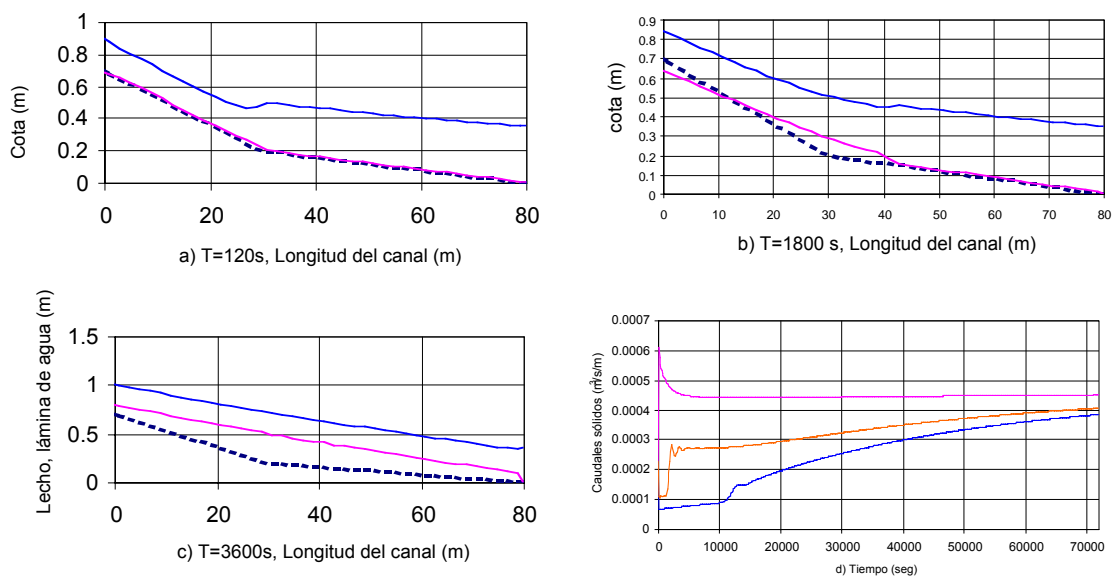 Cota (m)
1
0.8
0.6
0.4
0.2
0
0 20 40 60 80
a) T=120s, Longitud del canal (m)
cota (m)
0.9
0.8
0.7
0.6
0.5
0.4
0.3
0.2
0.1
0
0 10 20 30 40 50 60 70 80
b) T=1800 s, Longitud del canal (m)
Lecho, lámina de agua (m)
1.5
1
0.5
0
0 20 40 60 80
c) T=3600s, Longitud del canal (m)
Caudales sólidos (m³/s/m)
0.0007
0.0006
0.0005
0.0004
0.0003
0.0002
0.0001
0
0 10000 20000 30000 40000 50000 60000 70000
d) Tiempo (seg)